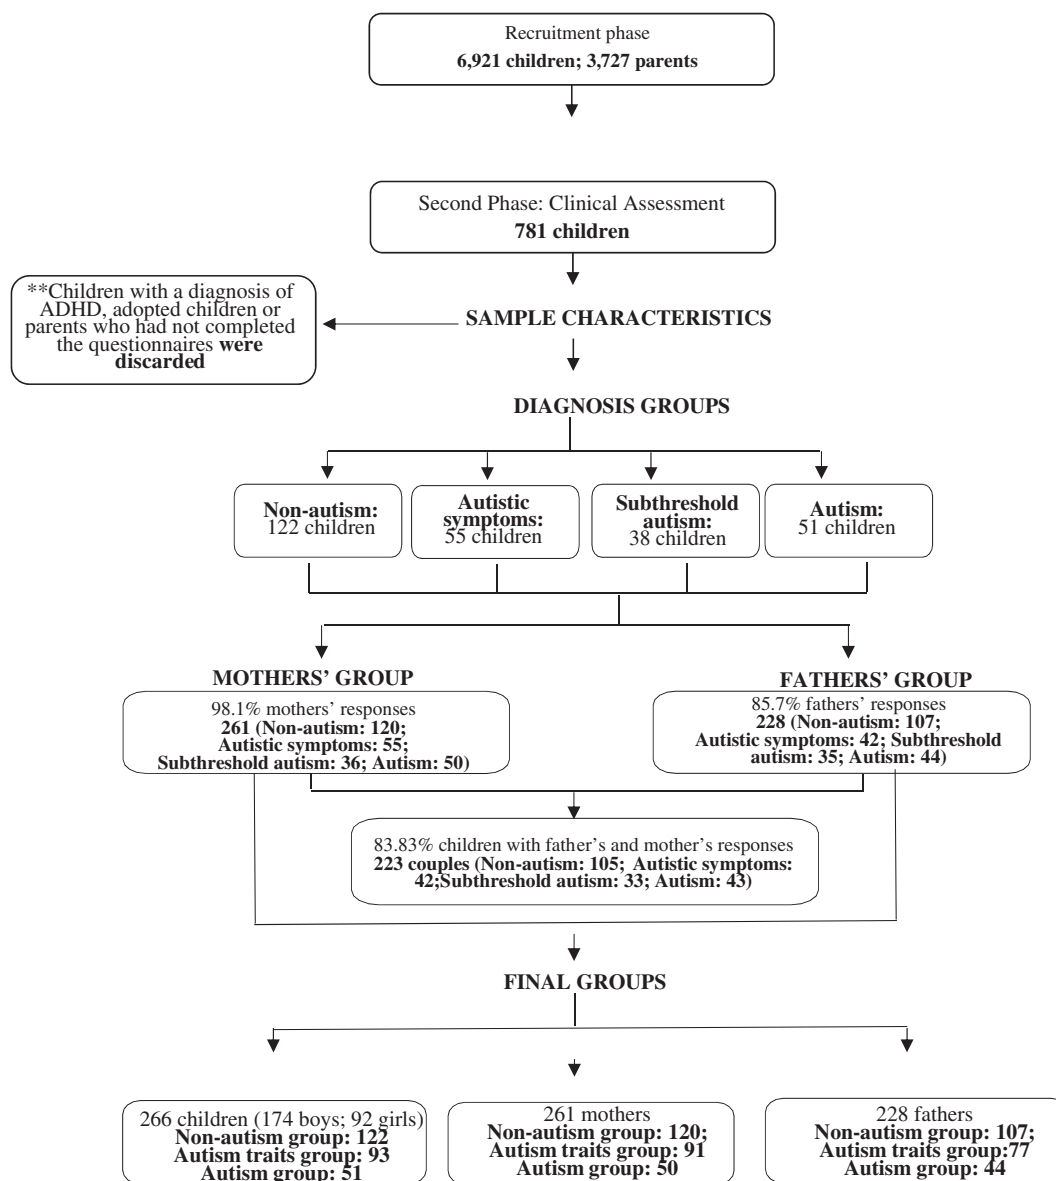 Recruitment phase
6,921 children; 3,727 parents
Second Phase: Clinical Assessment
781 children
**Children with a diagnosis of
ADHD, adopted children or
parents who had not completed
the questionnaires were
discarded
SAMPLE CHARACTERISTICS
DIAGNOSIS GROUPS
Non-autism:
122 children
Autistic
symptoms:
55 children
Subthreshold
autism:
38 children
Autism:
51 children
MOTHERS’ GROUP
98.1% mothers’ responses
261 (Non-autism: 120;
Autistic symptoms: 55;
Subthreshold autism: 36; Autism: 50)
FATHERS’ GROUP
85.7% fathers’ responses
228 (Non-autism: 107;
Autistic symptoms: 42; Subthreshold
autism: 35; Autism: 44)
83.83% children with father’s and mother’s responses
223 couples (Non-autism: 105; Autistic symptoms:
42;Subthreshold autism: 33; Autism: 43)
FINAL GROUPS
266 children (174 boys; 92 girls)
Non-autism group: 122
Autism traits group: 93
Autism group: 51
261 mothers
Non-autism group: 120;
Autism traits group: 91
Autism group: 50
228 fathers
Non-autism group: 107;
Autism traits group:77
Autism group: 44